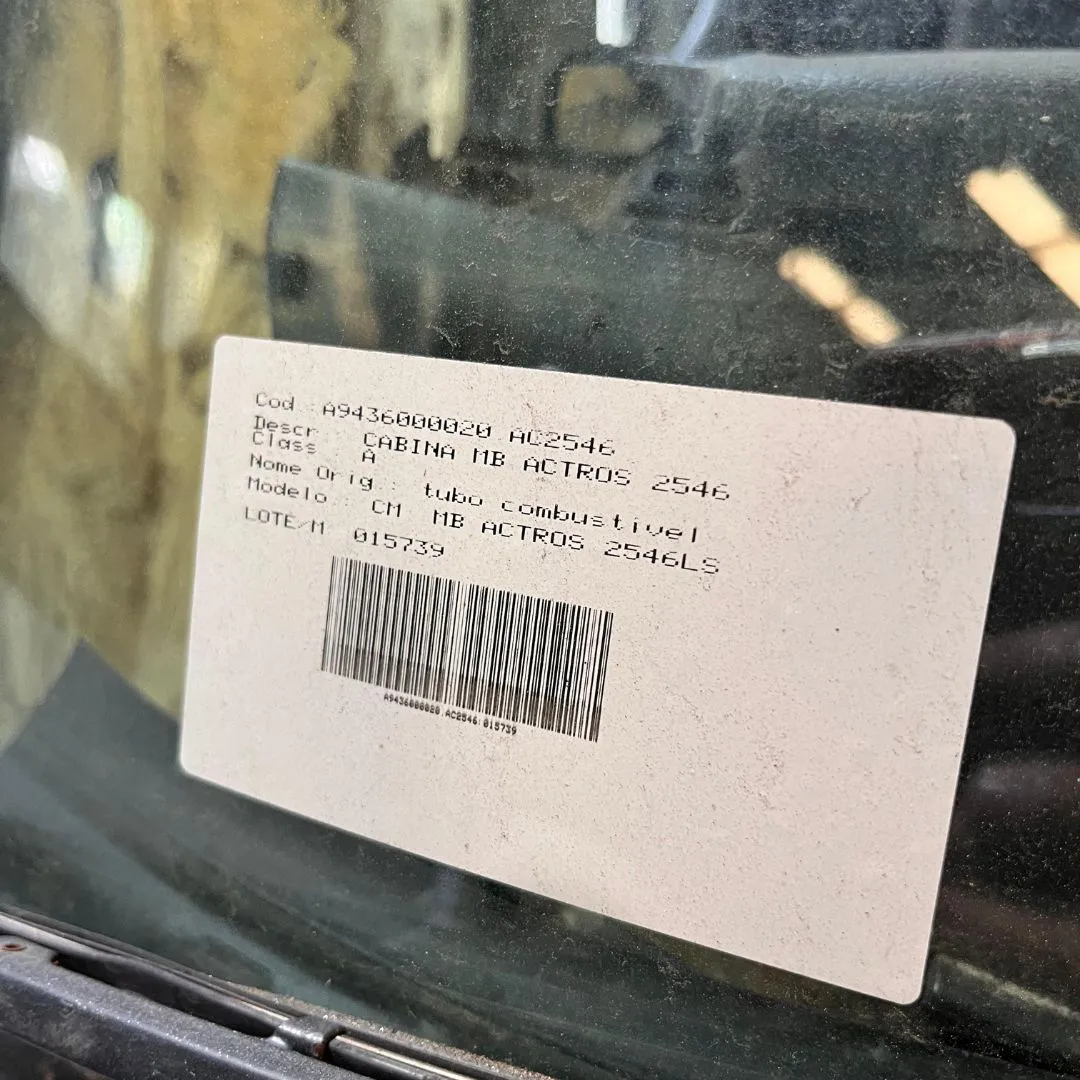 Cod : A9436000020 AC2546
Descr : CABINA MB ACTROS 2546
Class : A
Nome Orig.: tubo combustivel
Modelo : CM MB ACTROS 2546LS
LOTE/M 015739
A9436000020.AC2546:015739